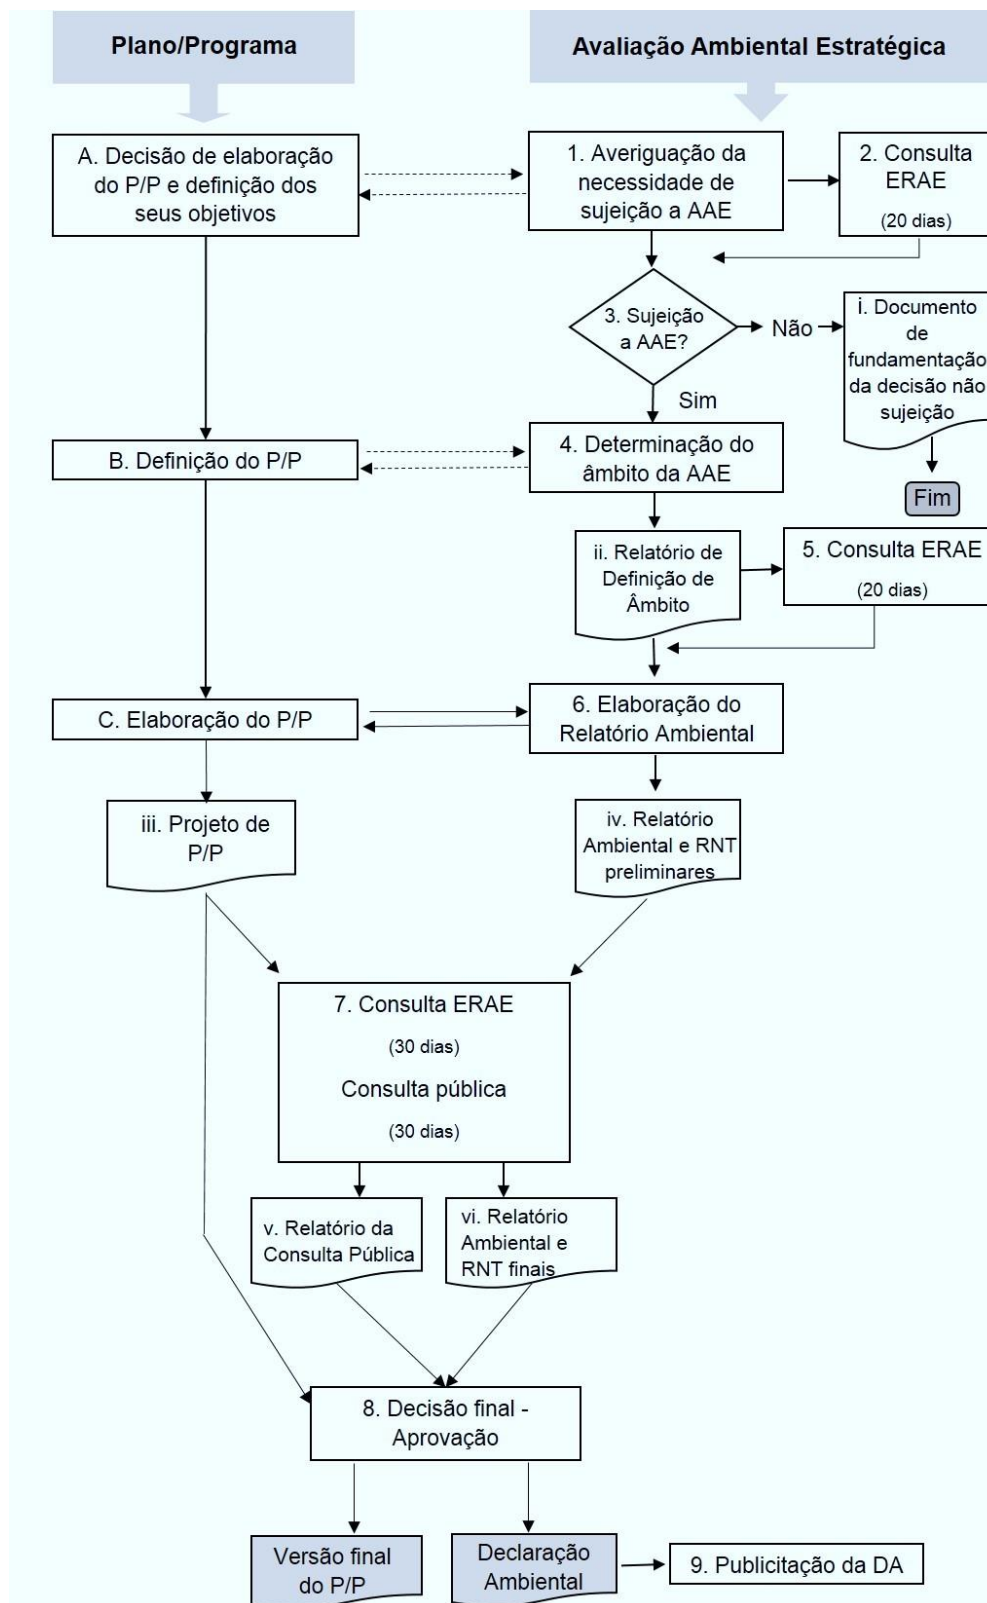 Plano/Programa
Avaliação Ambiental Estratégica
A. Decisão de elaboração
do P/P e definição dos
seus objetivos
1. Averiguação da
necessidade de
sujeição a AAE
2. Consulta
ERAE
(20 dias)
3. Sujeição
a AAE?
Não
i. Documento
de
fundamentação
da decisão não
sujeição
Sim
Fim
B. Definição do P/P
4. Determinação do
âmbito da AAE
ii. Relatório de
Definição de
Âmbito
5. Consulta ERAE
(20 dias)
C. Elaboração do P/P
6. Elaboração do
Relatório Ambiental
iii. Projeto de
P/P
iv. Relatório
Ambiental e RNT
preliminares
7. Consulta ERAE
(30 dias)
Consulta pública
(30 dias)
v. Relatório da
Consulta Pública
vi. Relatório
Ambiental e
RNT finais
8. Decisão final -
Aprovação
Versão final
do P/P
Declaração
Ambiental
9. Publicitação da DA